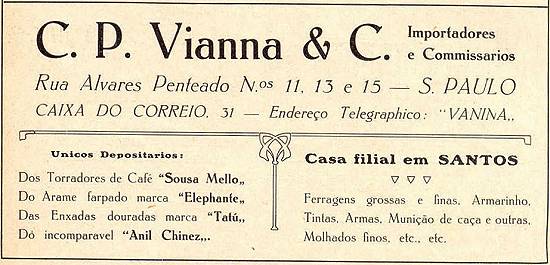 C. P. Vianna & C. Importadores e Commissarios
Rua Alvares Penteado N.os 11, 13 e 15 — S. PAULO
CAIXA DO CORREIO, 31 — Endereço Telegraphico: "VANINA„
Unicos Depositarios:
Dos Torradores de Café "Sousa Mello„
Do Arame farpado marca "Elephante„
Das Enxadas douradas marca "Tatú„
Do incomparavel "Anil Chinez„.
Casa filial em SANTOS
Ferragens grossas e finas, Armarinho,
Tintas, Armas, Munição de caça e outras,
Molhados finos, etc., etc.